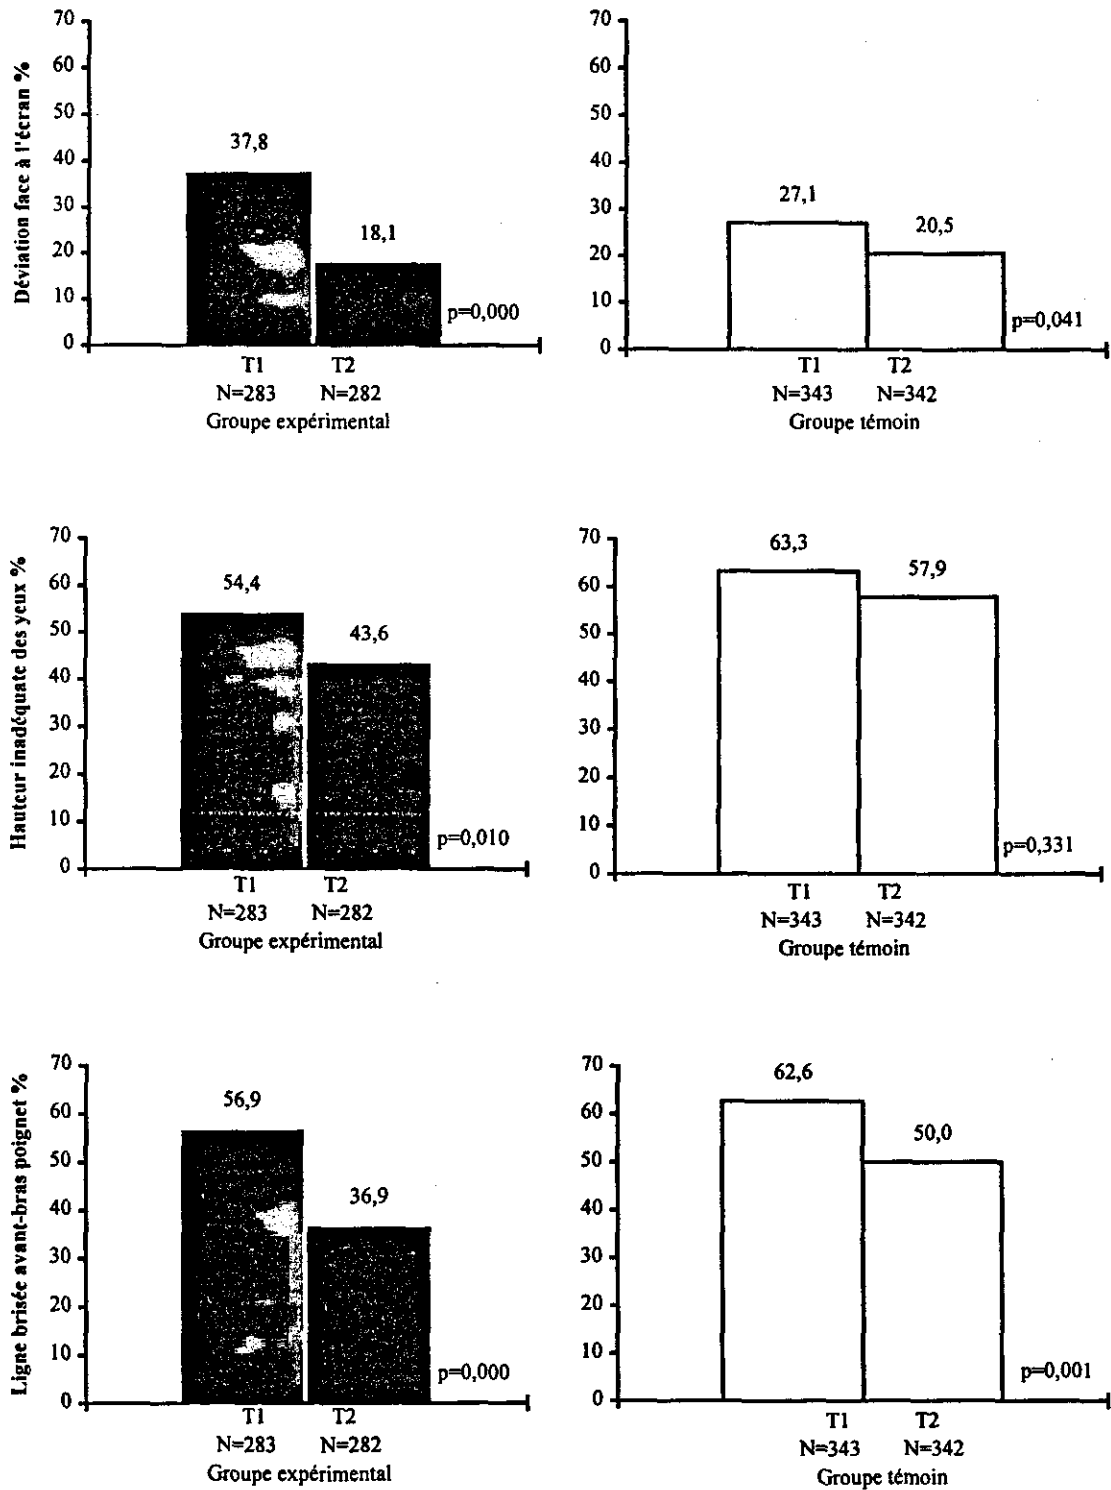 Déviation face à l'écran %
70
60
50
40
30
20
10
0
37,8
18,1
p=0,000
T1 T2
N=283 N=282
Groupe expérimental
70
60
50
40
30
20
10
0
27,1
20,5
p=0,041
T1 T2
N=343 N=342
Groupe témoin
Hauteur inadéquate des yeux %
70
60
50
40
30
20
10
0
54,4
43,6
p=0,010
T1 T2
N=283 N=282
Groupe expérimental
70
60
50
40
30
20
10
0
63,3
57,9
p=0,331
T1 T2
N=343 N=342
Groupe témoin
Ligne brisée avant-bras poignet %
70
60
50
40
30
20
10
0
56,9
36,9
p=0,000
T1 T2
N=283 N=282
Groupe expérimental
70
60
50
40
30
20
10
0
62,6
50,0
p=0,001
T1 T2
N=343 N=342
Groupe témoin